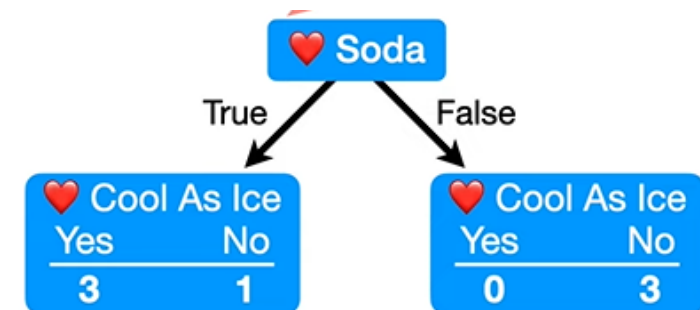 ❤️ Soda
True
False
❤️ Cool As Ice
Yes No
3 1
❤️ Cool As Ice
Yes No
0 3